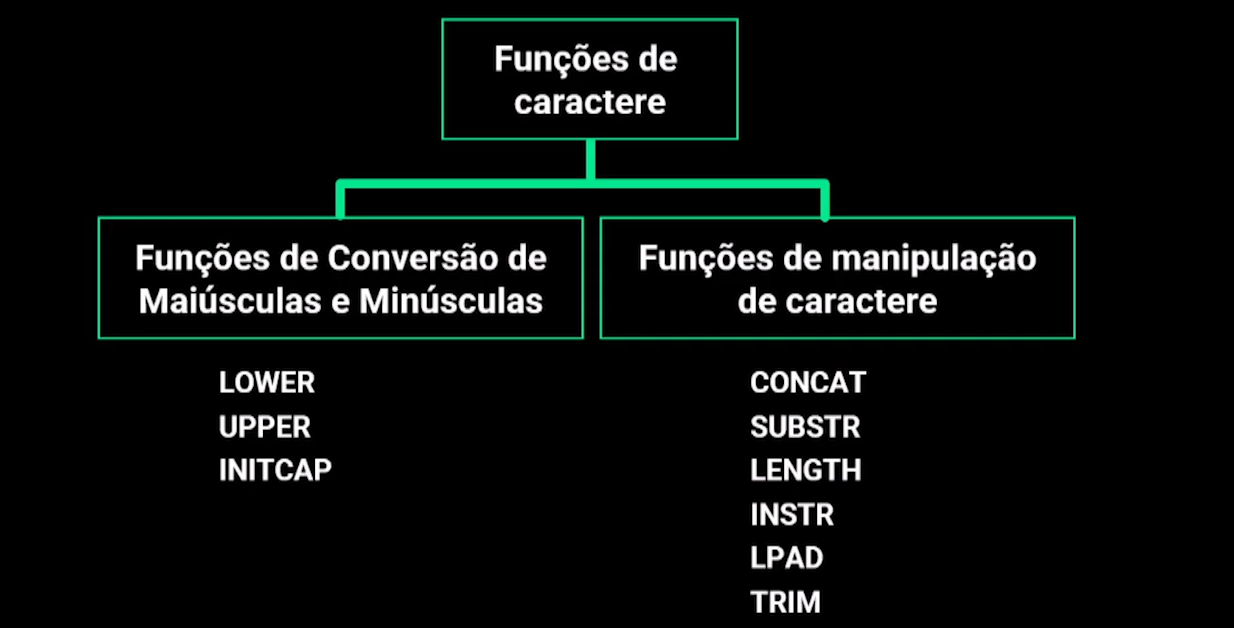 Funções de
caractere
Funções de Conversão de
Maiúsculas e Minúsculas
LOWER
UPPER
INITCAP
Funções de manipulação
de caractere
CONCAT
SUBSTR
LENGTH
INSTR
LPAD
TRIM